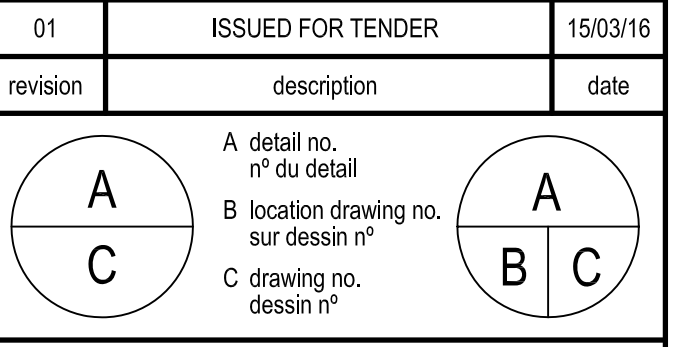 01 ISSUED FOR TENDER 15/03/16
revision description date
A
C
A detail no.
nº du detail
B location drawing no.
sur dessin nº
C drawing no.
dessin nº
A
B C